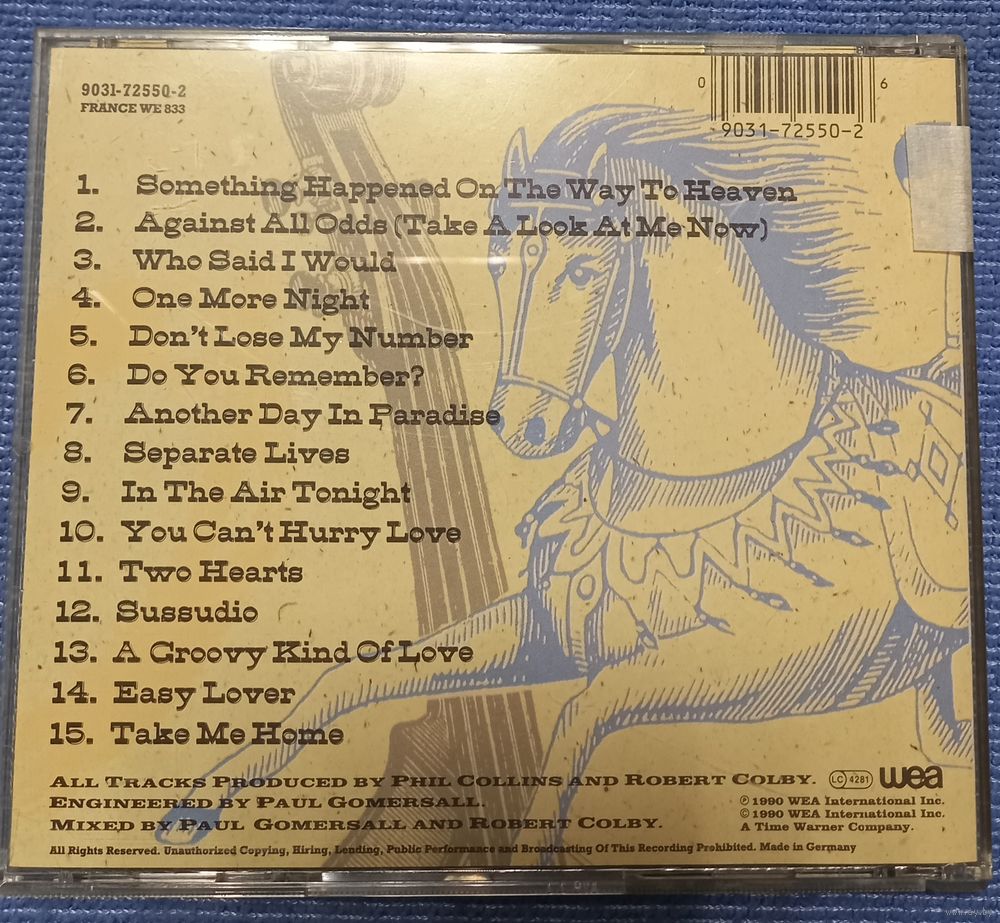 9031-72550-2
FRANCE WE 833
0 6
9031-72550-2
1. Something Happened On The Way To Heaven
2. Against All Odds (Take A Look At Me Now)
3. Who Said I Would
4. One More Night
5. Don't Lose My Number
6. Do You Remember?
7. Another Day In Paradise
8. Separate Lives
9. In The Air Tonight
10. You Can't Hurry Love
11. Two Hearts
12. Sussudio
13. A Groovy Kind Of Love
14. Easy Lover
15. Take Me Home
All Tracks Produced by Phil Collins and Robert Colby.
Engineered by Paul Gomersall.
Mixed by Paul Gomersall and Robert Colby.
LC 4281 wea
℗ 1990 WEA International Inc.
© 1990 WEA International Inc.
A Time Warner Company.
All Rights Reserved. Unauthorized Copying, Hiring, Lending, Public Performance and Broadcasting Of This Recording Prohibited. Made in Germany